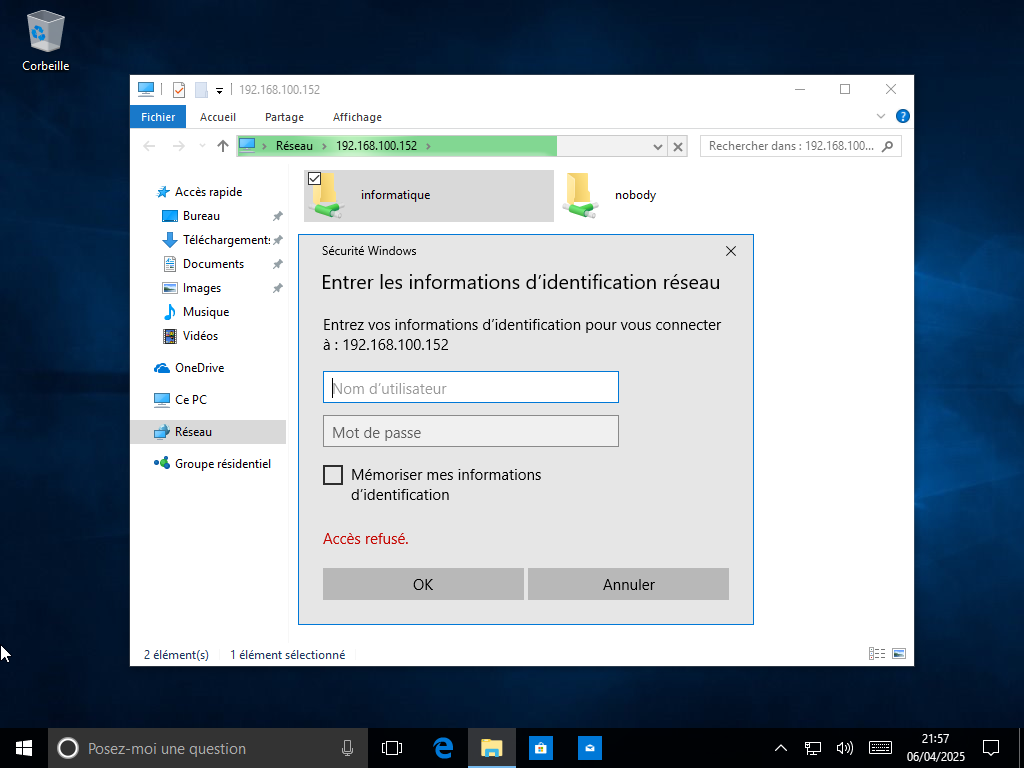 Corbeille
192.168.100.152
Fichier
Accueil
Partage
Affichage
Réseau
192.168.100.152
Rechercher dans : 192.168.100...
Accès rapide
Bureau
Téléchargements
Documents
Images
Musique
Vidéos
OneDrive
Ce PC
Réseau
Groupe résidentiel
informatique
nobody
Sécurité Windows
Entrer les informations d’identification réseau
Entrez vos informations d’identification pour vous connecter
à : 192.168.100.152
Nom d’utilisateur
Mot de passe
Mémoriser mes informations
d’identification
Accès refusé.
OK
Annuler
2 élément(s)
1 élément sélectionné
Posez-moi une question
21:57
06/04/2025